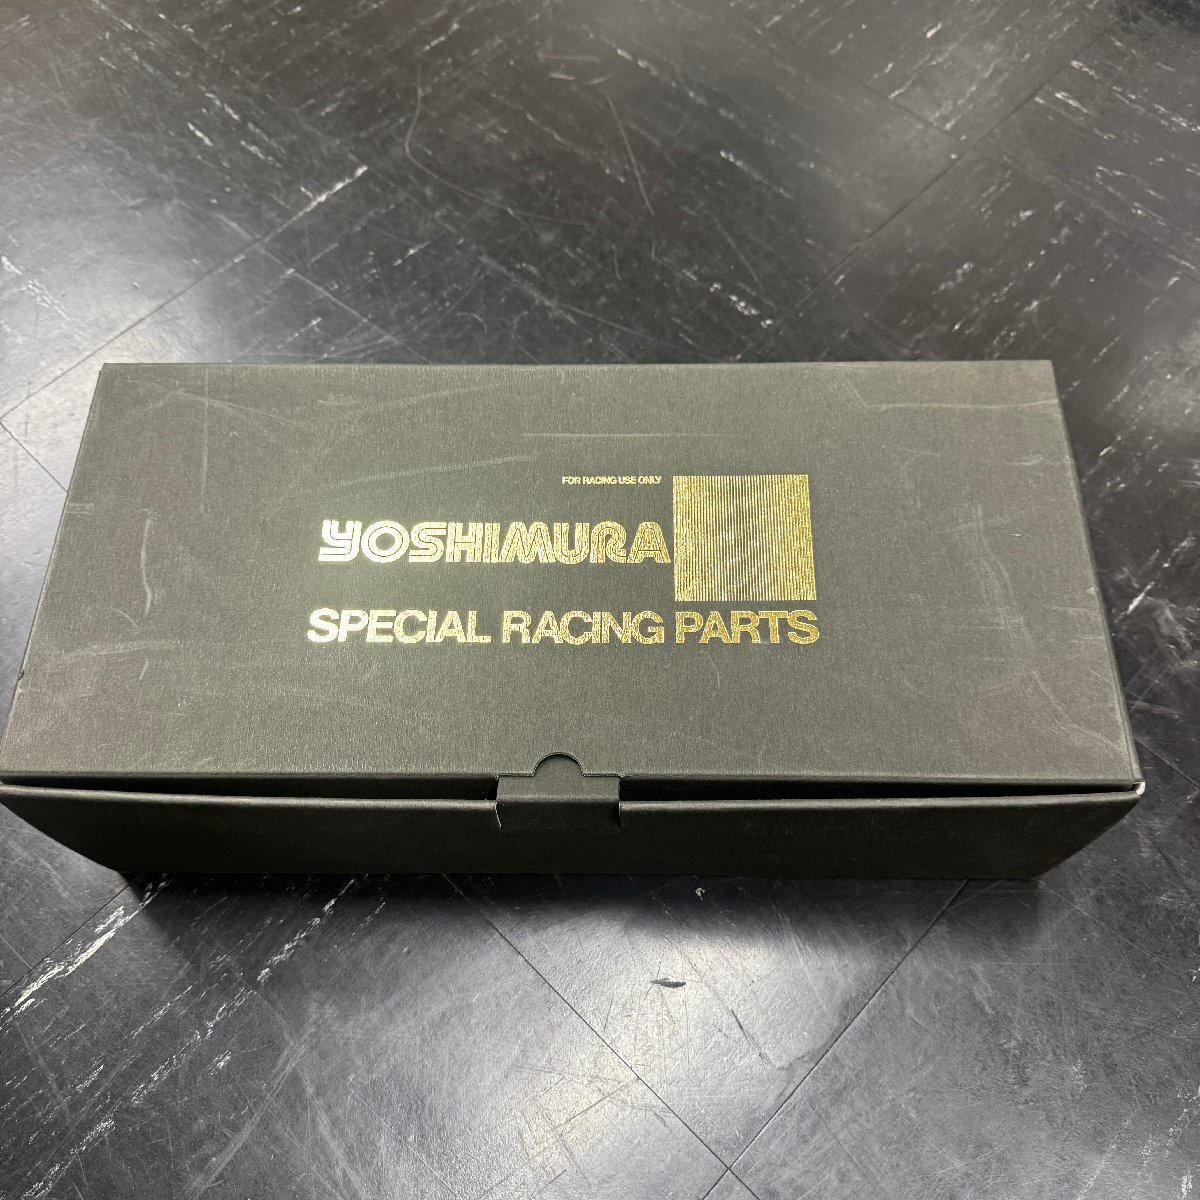 FOR RACING USE ONLY
YOSHIMURA
SPECIAL RACING PARTS